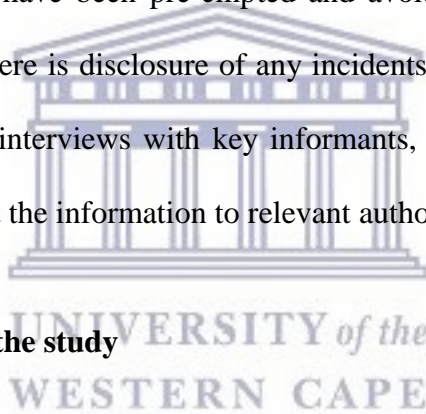 have been pre-empted and avoi
ere is disclosure of any incidents
interviews with key informants,
the information to relevant autho
the study
UNIVERSITY of the
WESTERN CAPE